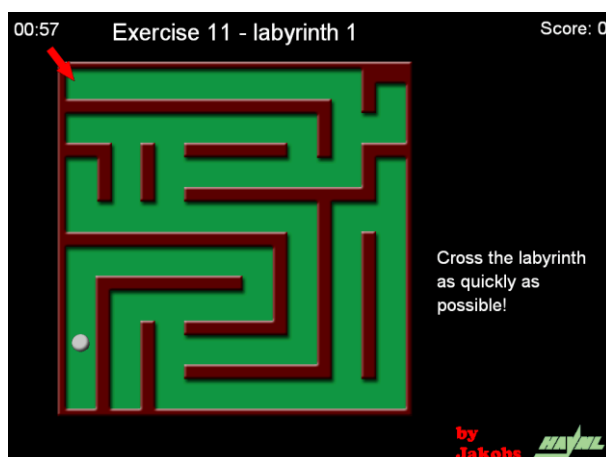 00:57
Exercise 11 - labyrinth 1
Score: 0
Cross the labyrinth
as quickly as
possible!
by
Jakobs